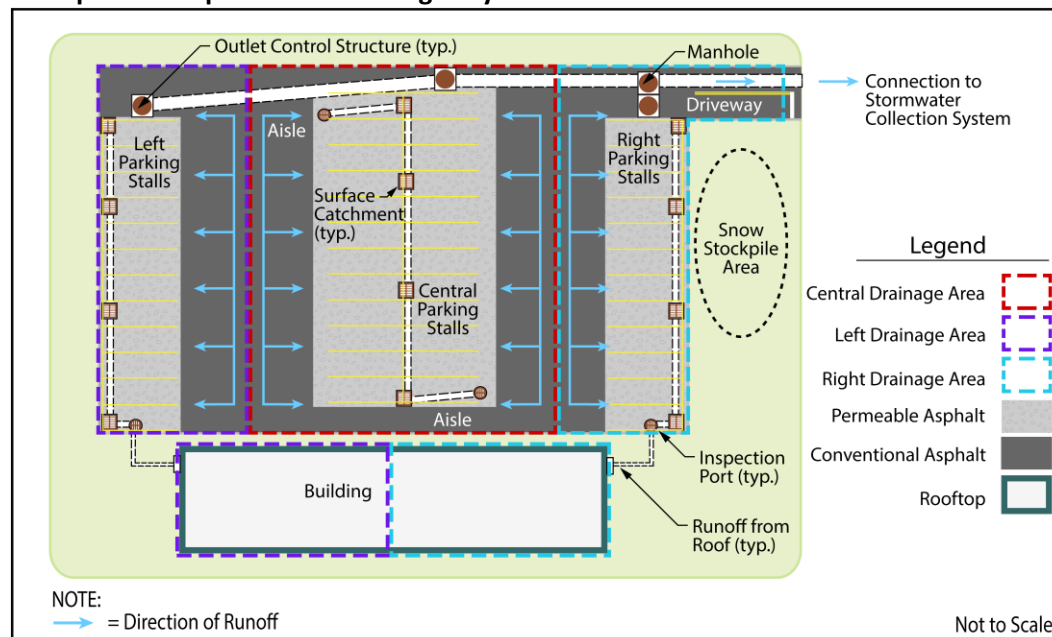 Outlet Control Structure (typ.)
Manhole
Connection to
Stormwater
Collection System
Driveway
Aisle
Left
Parking
Stalls
Right
Parking
Stalls
Surface
Catchment
(typ.)
Snow
Stockpile
Area
Central
Parking
Stalls
Aisle
Building
Inspection
Port (typ.)
Runoff from
Roof (typ.)
Legend
Central Drainage Area
Left Drainage Area
Right Drainage Area
Permeable Asphalt
Conventional Asphalt
Rooftop
NOTE:
= Direction of Runoff
Not to Scale